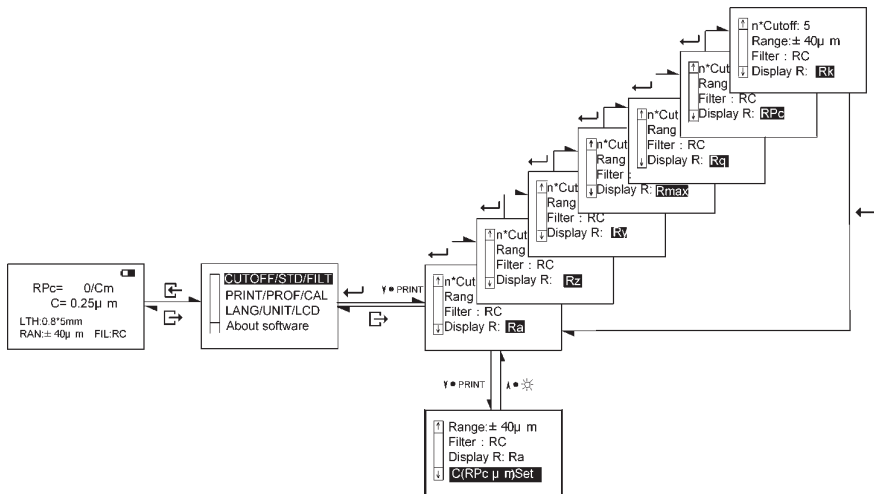 RPc= 0/Cm
C= 0.25µ m
LTH:0.8*5mm
RAN:± 40µ m FIL:RC
CUTOFF/STD/FILT
PRINT/PROF/CAL
LANG/UNIT/LCD
About software
PRINT
n*Cut
Rang
Filter : RC
Display R: Ra
n*Cut
Rang
Filter : RC
Display R: Rz
n*Cut
Rang
Filter : RC
Display R: Ry
n*Cut
Rang
Filter :
Display R: Rmax
n*Cut
Rang
Filter : RC
Display R: Rq
n*Cut
Rang
Filter : RC
Display R: RPc
n*Cutoff: 5
Range:± 40µ m
Filter : RC
Display R: Rk
PRINT
Range:± 40µ m
Filter : RC
Display R: Ra
C(RPc µ m)Set